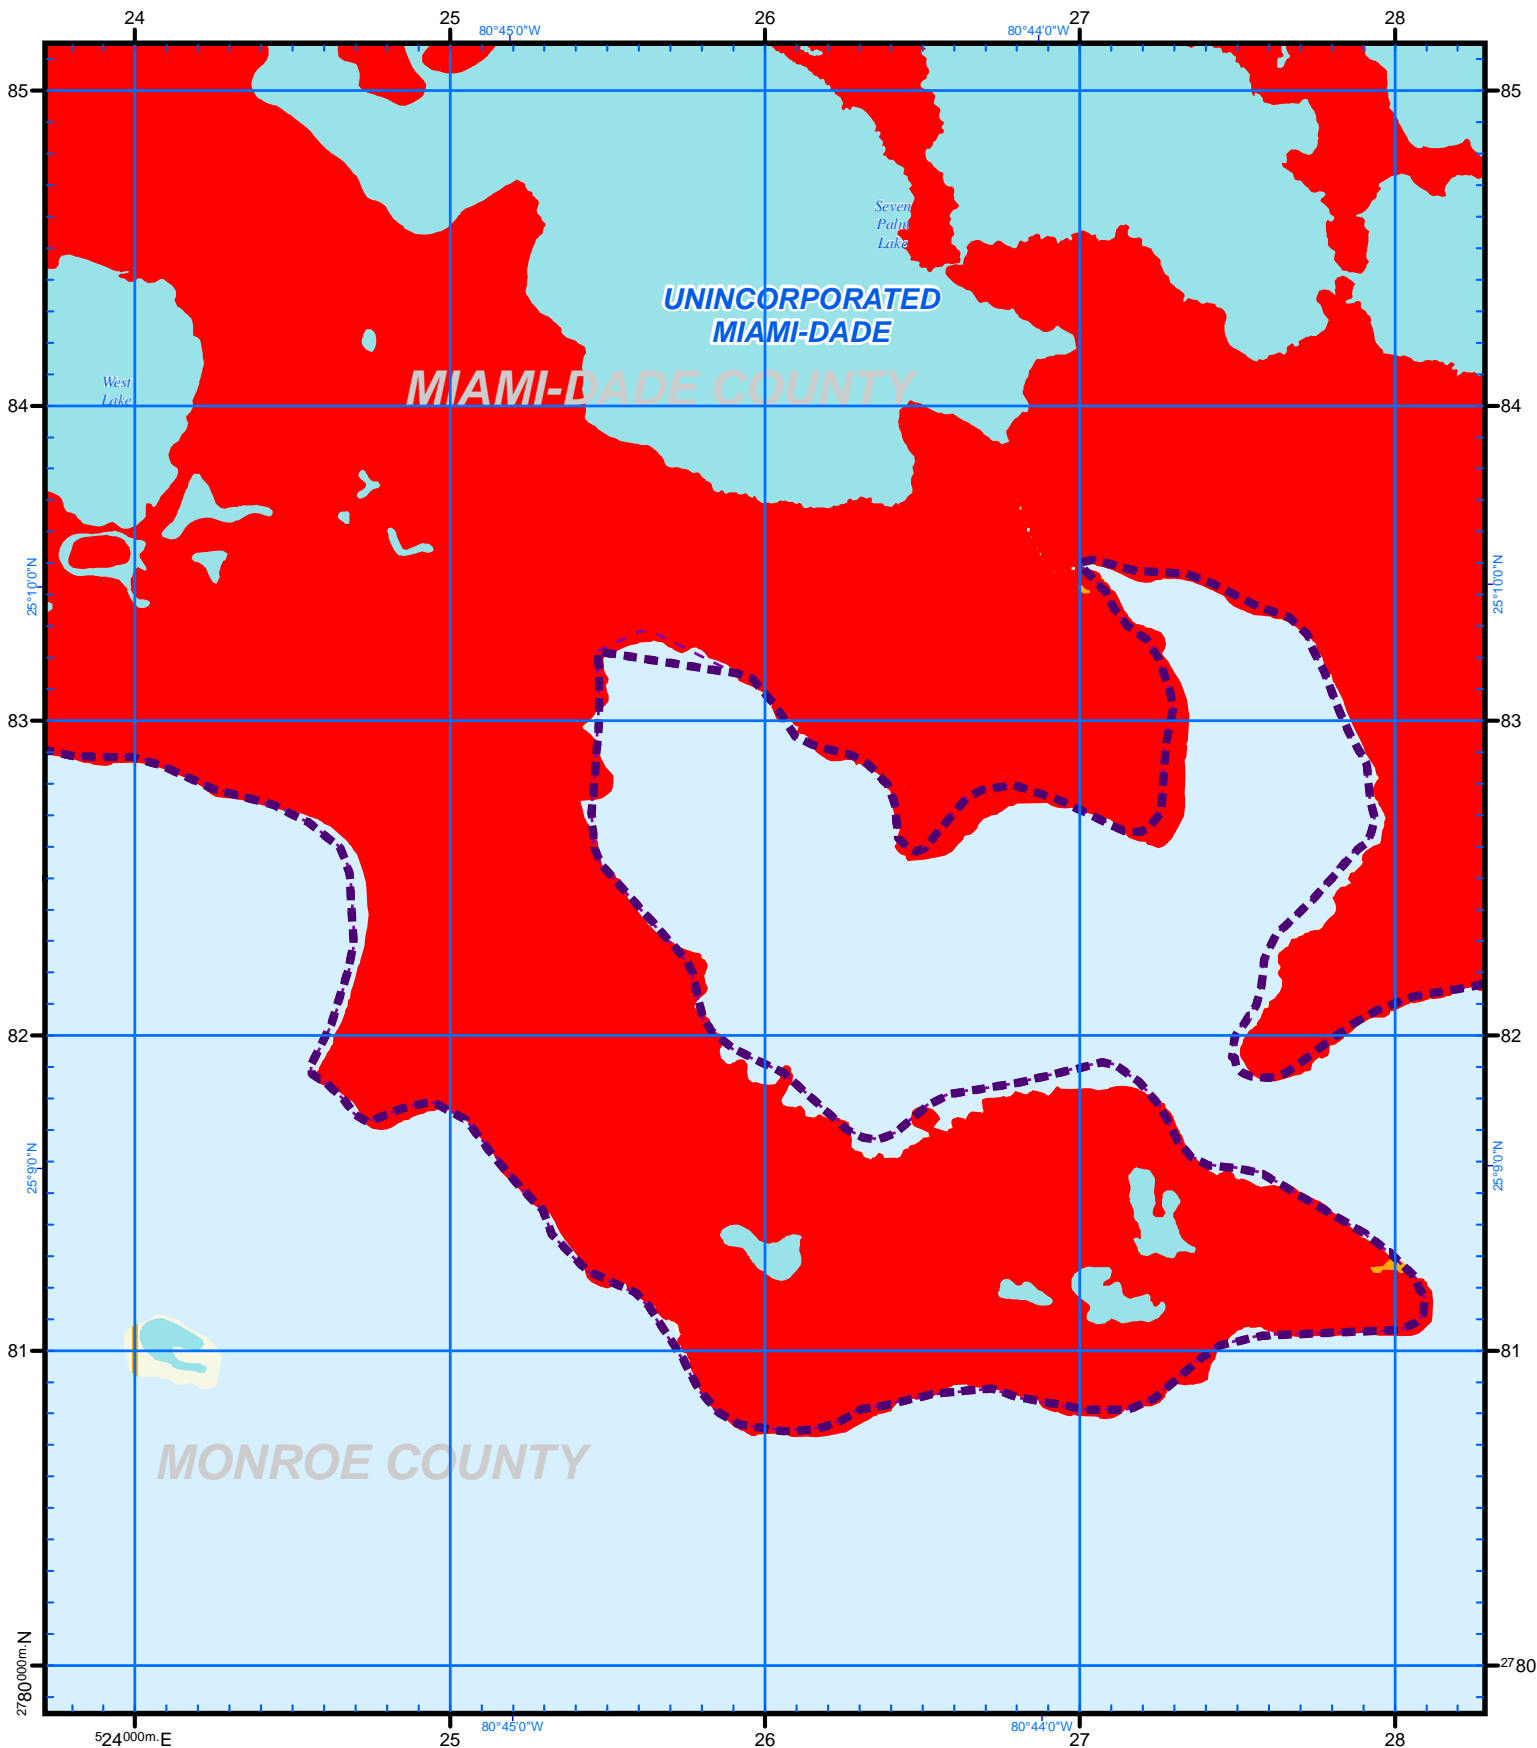 24 25 26 27 28
80°45'0"W 80°44'0"W
85 85
Seven
Palm
Lake
UNINCORPORATED
MIAMI-DADE
West
Lake
MIAMI-DADE COUNTY
84 84
25°10'0"N 25°10'0"N
83 83
82 82
25°9'0"N 25°9'0"N
81 81
MONROE COUNTY
2780000m.N 2780
80°45'0"W 80°44'0"W
524000m.E 25 26 27 28